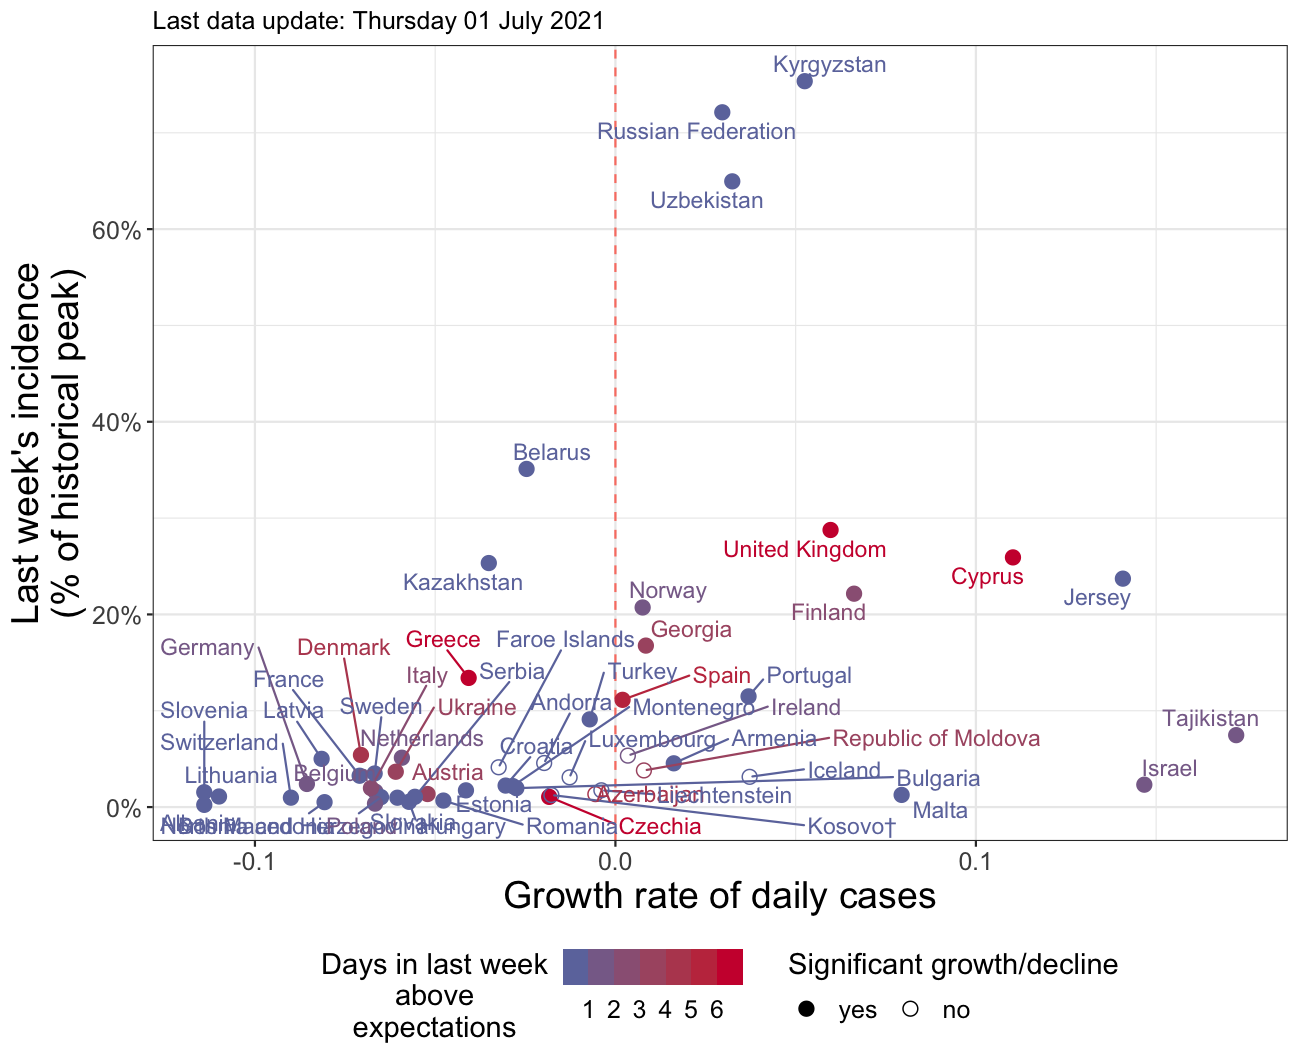 Last data update: Thursday 01 July 2021
Kyrgyzstan
Russian Federation
Uzbekistan
60%
Last week's incidence
(% of historical peak)
40%
Belarus
United Kingdom
Cyprus
Kazakhstan
Jersey
Norway
Finland
20%
Georgia
Germany
Denmark
Greece
Faroe Islands
France
Italy
Serbia
Turkey
Spain
Portugal
Slovenia
Latvia
Sweden
Ukraine
Andorra
Montenegro
Ireland
Tajikistan
Switzerland
Netherlands
Croatia
Luxembourg
Armenia
Republic of Moldova
Lithuania
Austria
Iceland
Bulgaria
Israel
Estonia
Azerbaijan
Liechtenstein
0%
Malta
Slovakia
Poland
Hungary
Romania
Czechia
Kosovo†
-0.1
0.0
0.1
Growth rate of daily cases
Days in last week
above
expectations
1 2 3 4 5 6
Significant growth/decline
yes
no